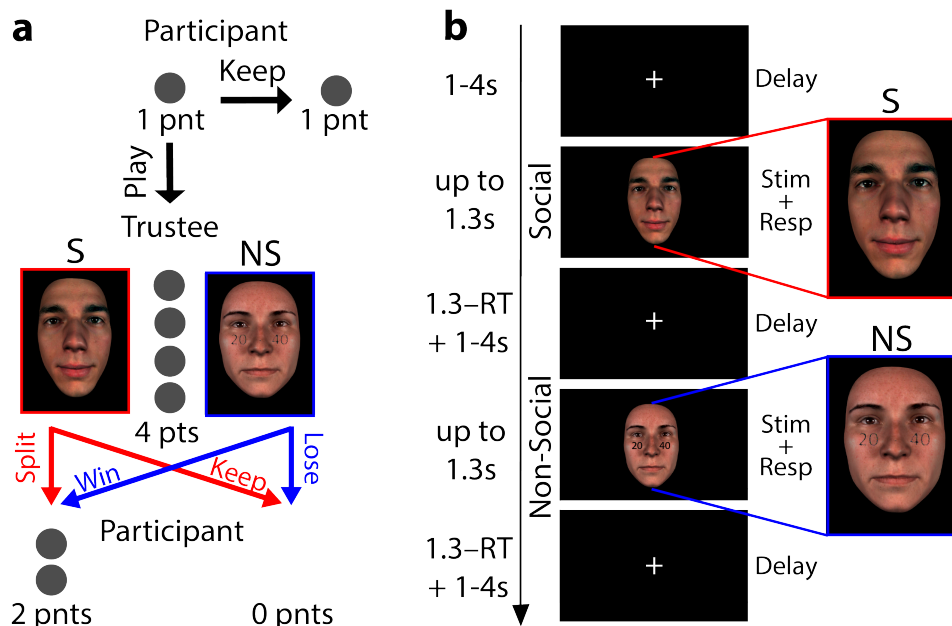 a
Participant
Keep
1 pnt
1 pnt
Play
Trustee
S
NS
20 40
4 pts
Split
Win
Keep
Lose
Participant
2 pnts
0 pnts
b
1-4s
+
Delay
S
Social
up to
1.3s
Stim
+
Resp
1.3–RT
+ 1-4s
+
Delay
NS
Non-Social
up to
1.3s
20 40
Stim
+
Resp
20 40
1.3–RT
+ 1-4s
+
Delay